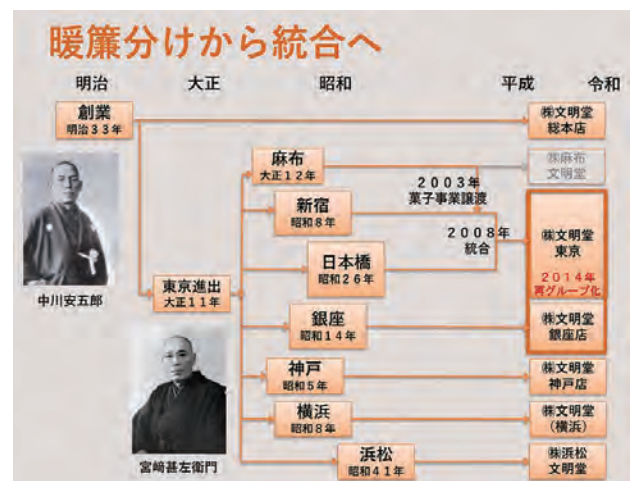 暖簾分けから統合へ
明治 大正 昭和 平成 令和
創業
明治33年
㈱文明堂
総本店
麻布
大正12年
㈱麻布
文明堂
2003年
菓子事業譲渡
新宿
昭和8年
2008年
統合
㈱文明堂
東京
日本橋
昭和26年
2014年
再グループ化
中川安五郎
東京進出
大正11年
銀座
昭和14年
㈱文明堂
銀座店
神戸
昭和5年
㈱文明堂
神戸店
横浜
昭和8年
㈱文明堂
(横浜)
浜松
昭和41年
㈱浜松
文明堂
宮﨑甚左衛門